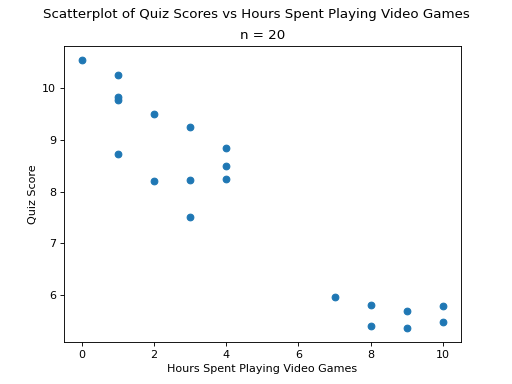 Scatterplot of Quiz Scores vs Hours Spent Playing Video Games
n = 20
10
9
8
7
6
Quiz Score
0 2 4 6 8 10
Hours Spent Playing Video Games